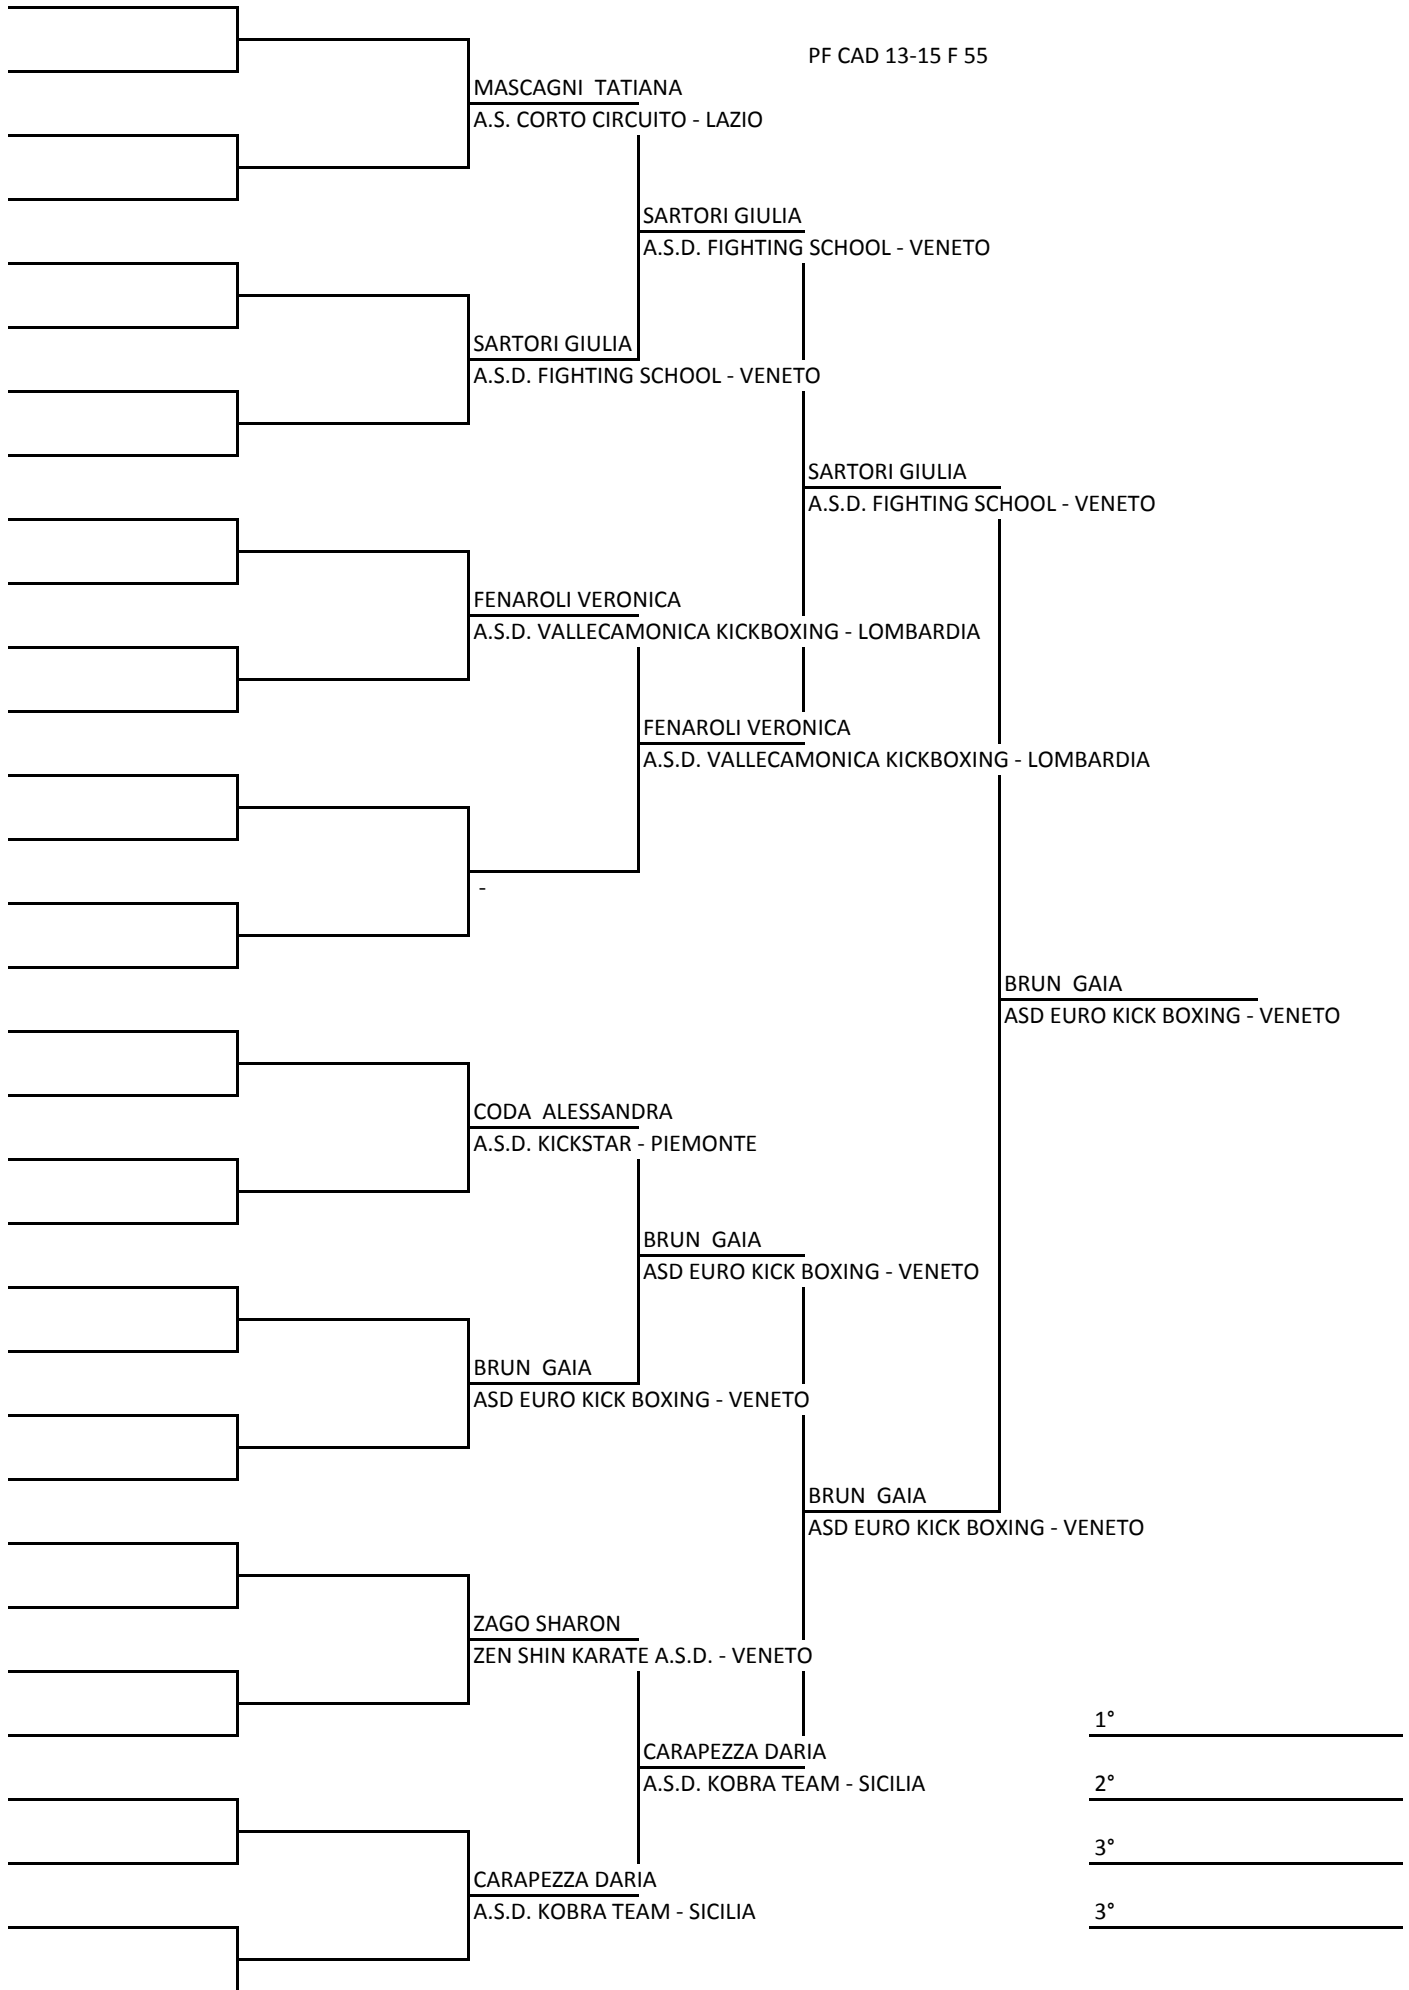 PF CAD 13-15 F 55
MASCAGNI  TATIANA
A.S. CORTO CIRCUITO - LAZIO
SARTORI GIULIA
A.S.D. FIGHTING SCHOOL - VENETO
SARTORI GIULIA
A.S.D. FIGHTING SCHOOL - VENETO
SARTORI GIULIA
A.S.D. FIGHTING SCHOOL - VENETO
FENAROLI VERONICA
A.S.D. VALLECAMONICA KICKBOXING - LOMBARDIA
FENAROLI VERONICA
A.S.D. VALLECAMONICA KICKBOXING - LOMBARDIA
-
BRUN  GAIA
ASD EURO KICK BOXING - VENETO
CODA  ALESSANDRA
A.S.D. KICKSTAR - PIEMONTE
BRUN  GAIA
ASD EURO KICK BOXING - VENETO
BRUN  GAIA
ASD EURO KICK BOXING - VENETO
BRUN  GAIA
ASD EURO KICK BOXING - VENETO
ZAGO SHARON
ZEN SHIN KARATE A.S.D. - VENETO
1°
CARAPEZZA DARIA
A.S.D. KOBRA TEAM - SICILIA
2°
3°
CARAPEZZA DARIA
A.S.D. KOBRA TEAM - SICILIA
3°